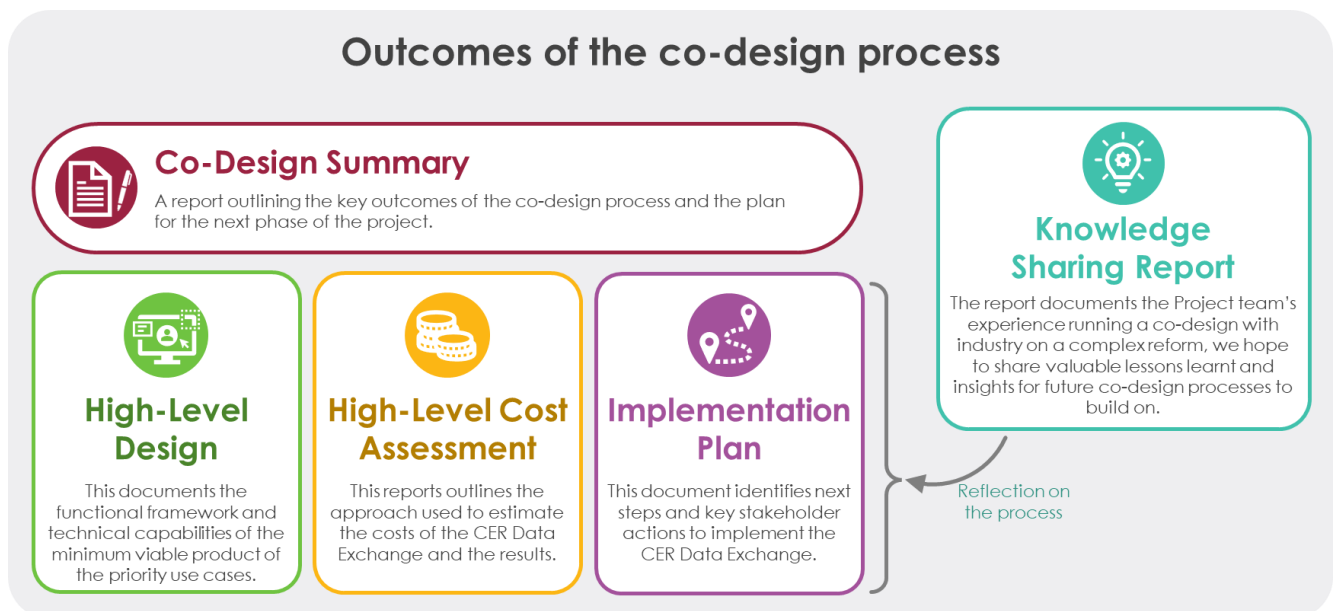 Outcomes of the co-design process
Co-Design Summary
A report outlining the key outcomes of the co-design process and the plan
for the next phase of the project.
High-Level
Design
This documents the
functional framework and
technical capabilities of the
minimum viable product of
the priority use cases.
High-Level Cost
Assessment
This reports outlines the
approach used to estimate
the costs of the CER Data
Exchange and the results.
Implementation
Plan
This document identifies next
steps and key stakeholder
actions to implement the
CER Data Exchange.
Knowledge
Sharing Report
The report documents the Project team's
experience running a co-design with
industry on a complex reform, we hope
to share valuable lessons learnt and
insights for future co-design processes to
build on.
Reflection on
the process